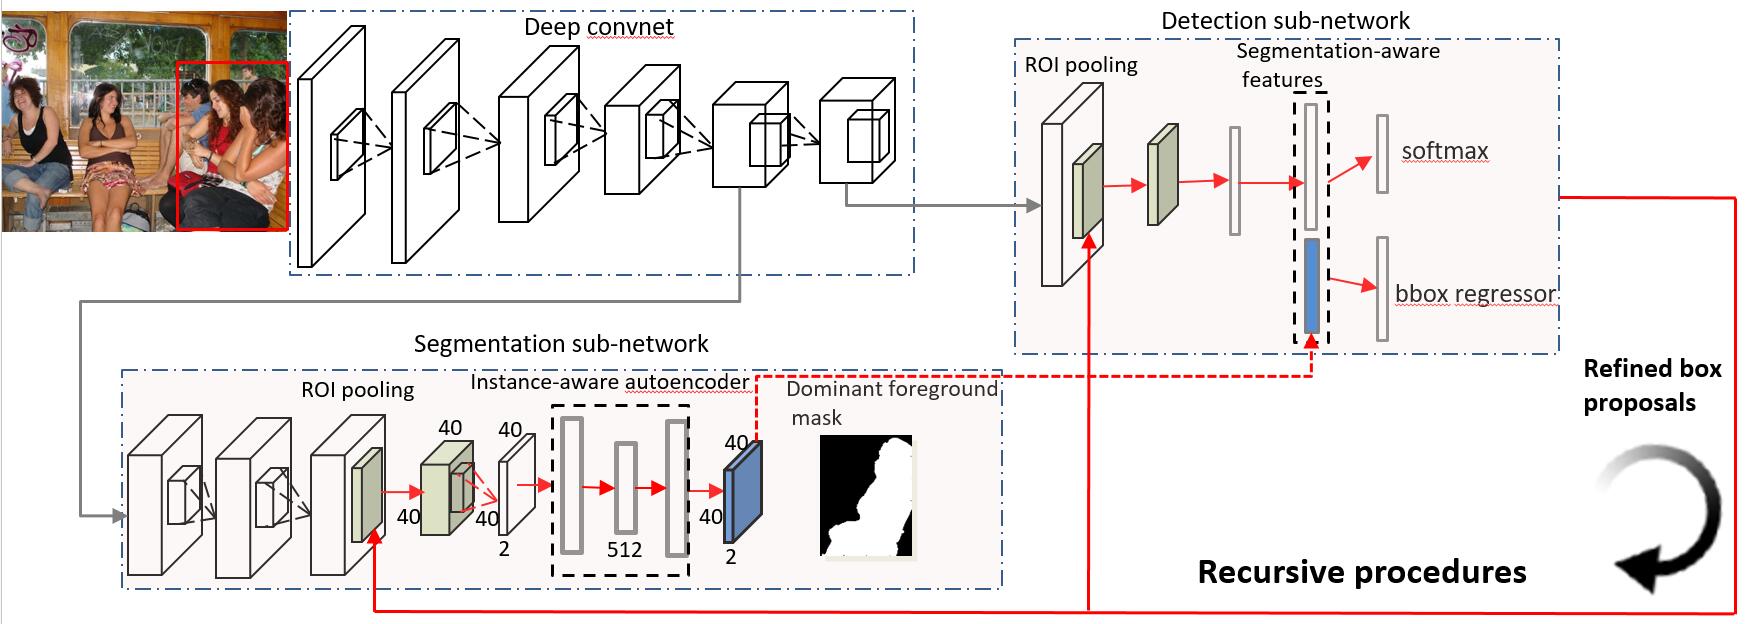 Deep convnet
Detection sub-network
ROI pooling
Segmentation-aware
features
softmax
bbox regressor
Segmentation sub-network
ROI pooling
Instance-aware autoencoder
Dominant foreground
mask
40
40
40
40
2
512
40
40
2
Refined box
proposals
Recursive procedures